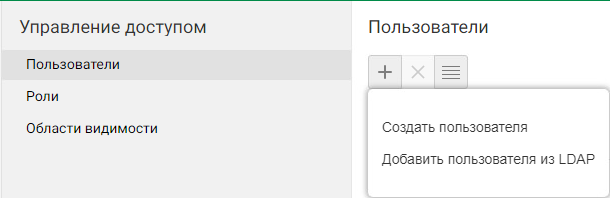 Управление доступом
Пользователи
Роли
Области видимости
Пользователи
Создать пользователя
Добавить пользователя из LDAP